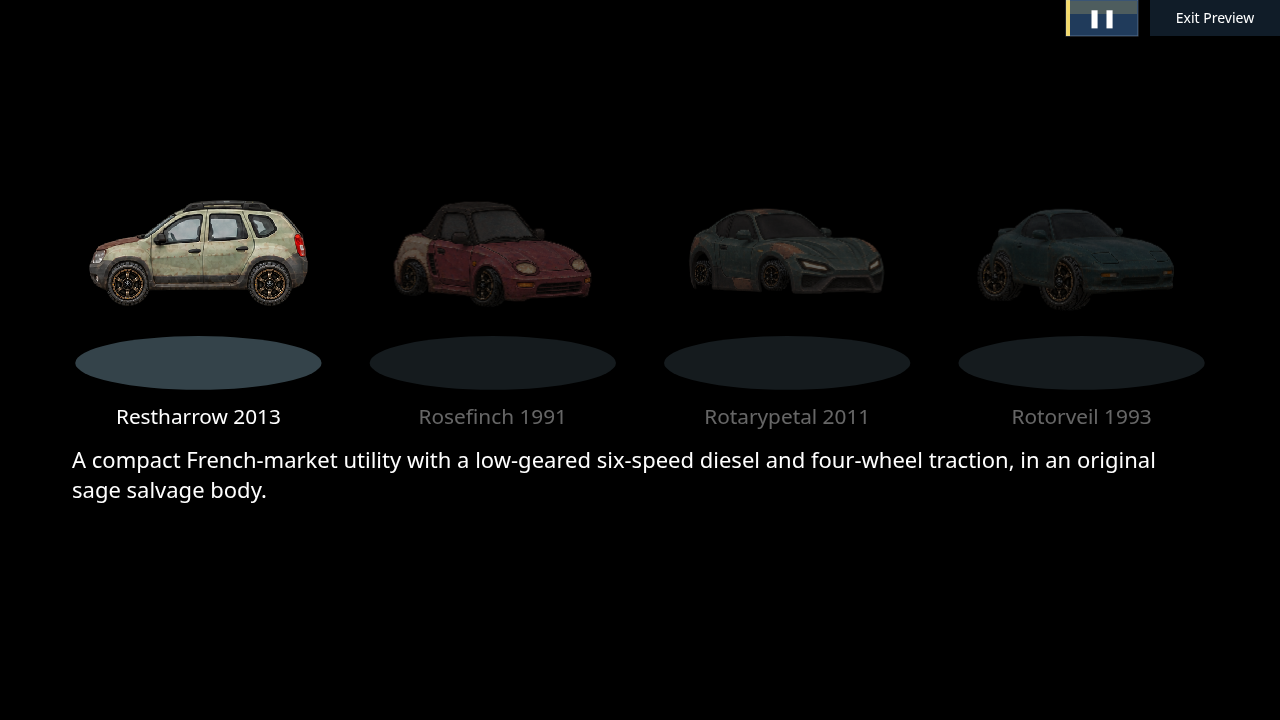 Exit Preview
Restharrow 2013
Rosefinch 1991
Rotarypetal 2011
Rotorveil 1993
A compact French-market utility with a low-geared six-speed diesel and four-wheel traction, in an original
sage salvage body.